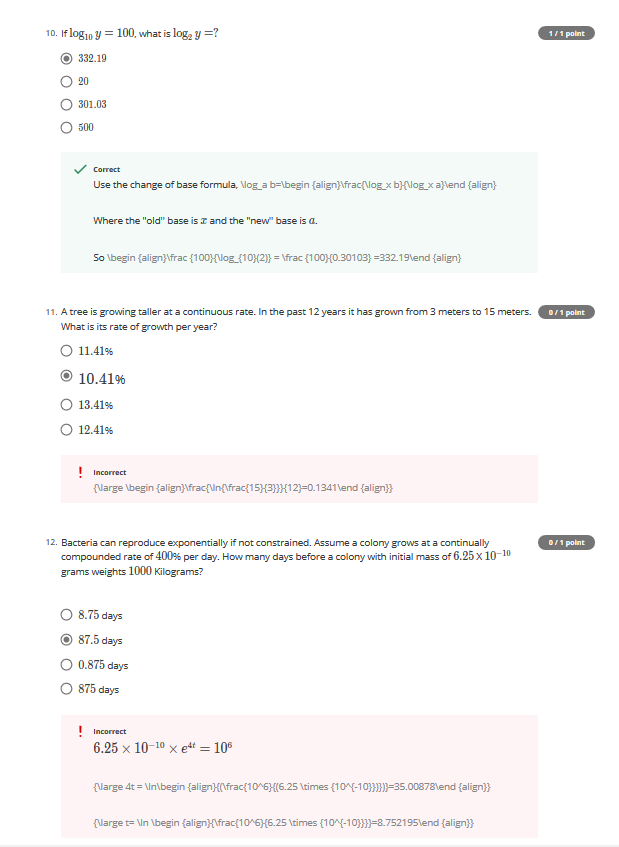 10. If log₁₀ y = 100, what is log₂ y =?
1 / 1 point
332.19
20
301.03
500
Correct
Use the change of base formula, \log_a b=\begin {align}\frac{\log_x b}{\log_x a}\end {align}
Where the "old" base is x and the "new" base is a.
So \begin {align}\frac {100}{\log_{10}(2)} = \frac {100}{0.30103} =332.19\end {align}
11. A tree is growing taller at a continuous rate. In the past 12 years it has grown from 3 meters to 15 meters.
0 / 1 point
What is its rate of growth per year?
11.41%
10.41%
13.41%
12.41%
Incorrect
{\large \begin {align}\frac{\ln{\frac{15}{3}}}{12}=0.1341\end {align}}
12. Bacteria can reproduce exponentially if not constrained. Assume a colony grows at a continually
0 / 1 point
compounded rate of 400% per day. How many days before a colony with initial mass of 6.25 X 10⁻¹⁰
grams weights 1000 Kilograms?
8.75 days
87.5 days
0.875 days
875 days
Incorrect
6.25 × 10⁻¹⁰ × e⁴ᵗ = 10⁶
{\large 4t = \ln\begin {align}{(\frac{10^6}{(6.25 \times {10^{-10}}})})}=35.00878\end {align}}
{\large t= \ln \begin {align}{\frac{10^6}{6.25 \times {10^{-10}}}}=8.752195\end {align}}